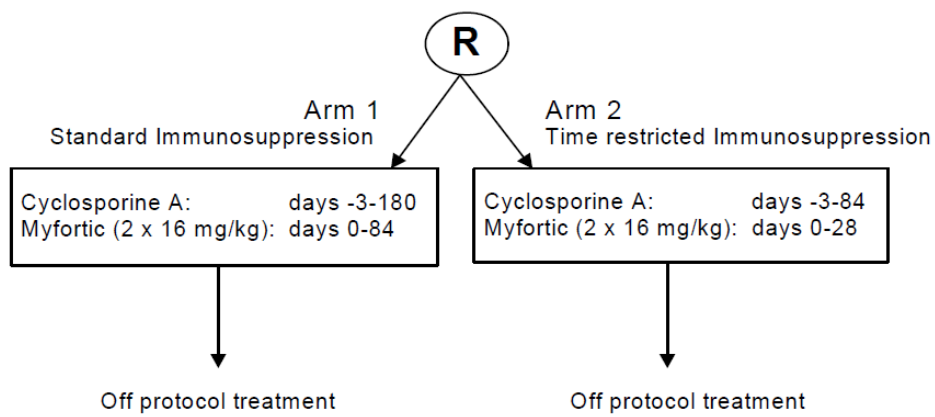 R
Arm 1
Standard Immunosuppression
Arm 2
Time restricted Immunosuppression
Cyclosporine A: days -3-180
Myfortic (2 x 16 mg/kg): days 0-84
Cyclosporine A: days -3-84
Myfortic (2 x 16 mg/kg): days 0-28
Off protocol treatment
Off protocol treatment